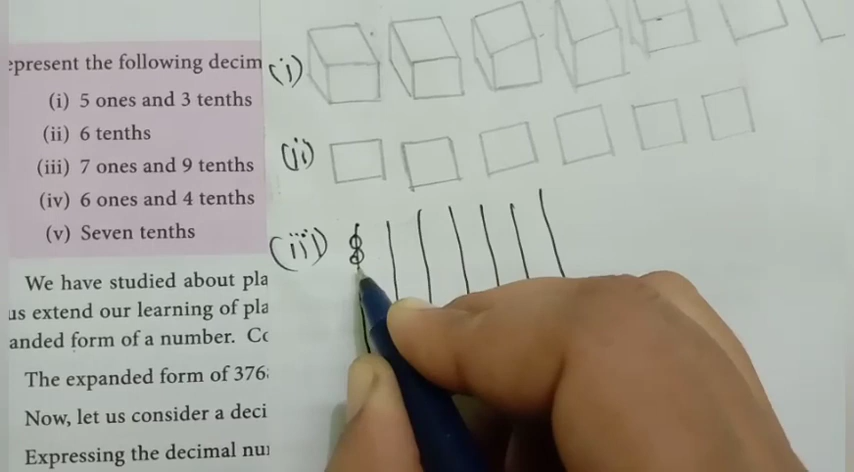 epresent the following decim
(i) 5 ones and 3 tenths
(ii) 6 tenths
(iii) 7 ones and 9 tenths
(iv) 6 ones and 4 tenths
(v) Seven tenths
We have studied about pla
us extend our learning of pla
anded form of a number. Co
The expanded form of 376
Now, let us consider a deci
Expressing the decimal nu
(i)
(ii)
(iii)